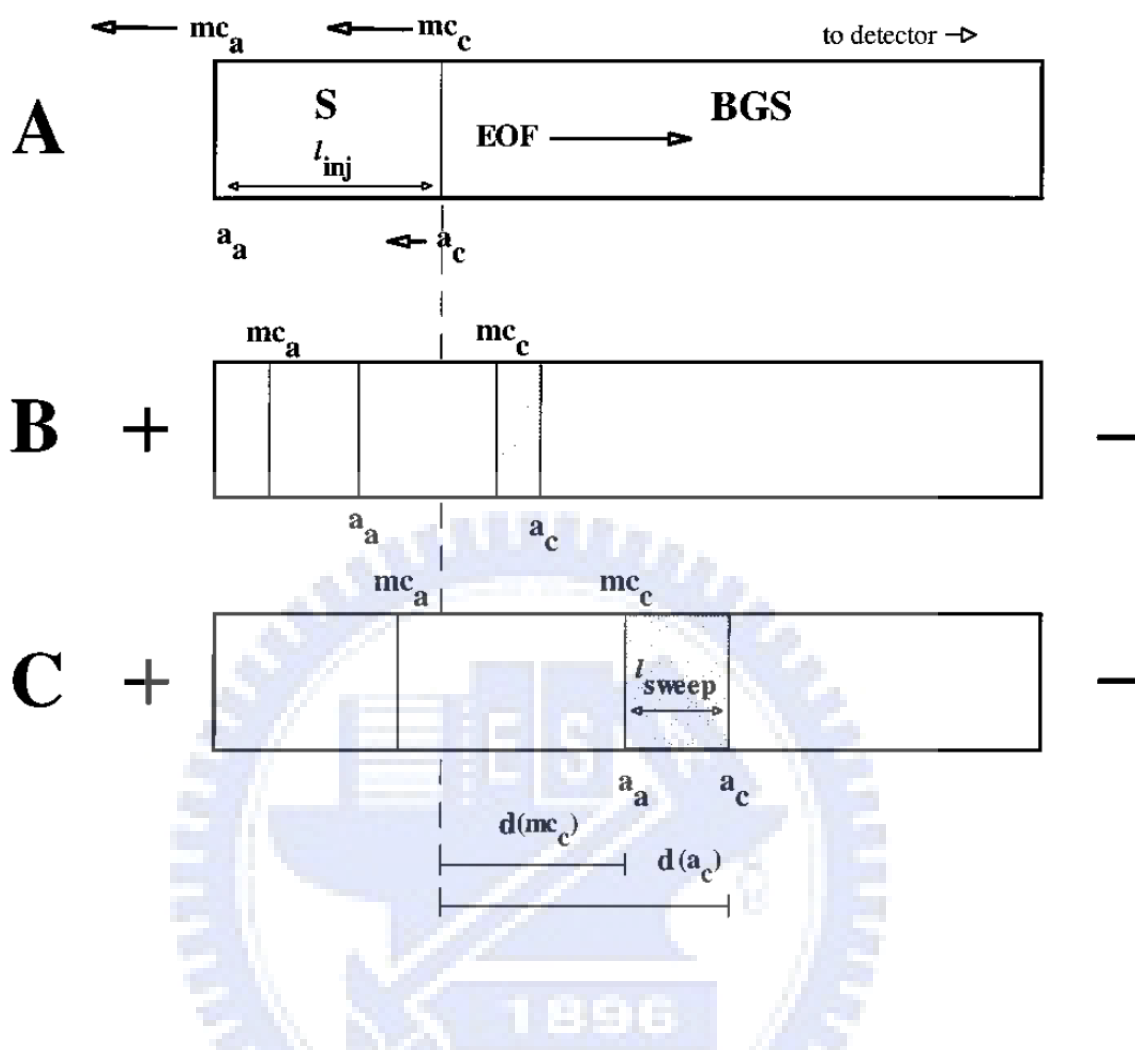 mc_a mc_c to detector
A S BGS
EOF
l_inj
a_a a_c
mc_a mc_c
B + −
a_a a_c
mc_a mc_c
C + l_sweep −
a_a a_c
d(mc_c)
d(a_c)
ES
1896